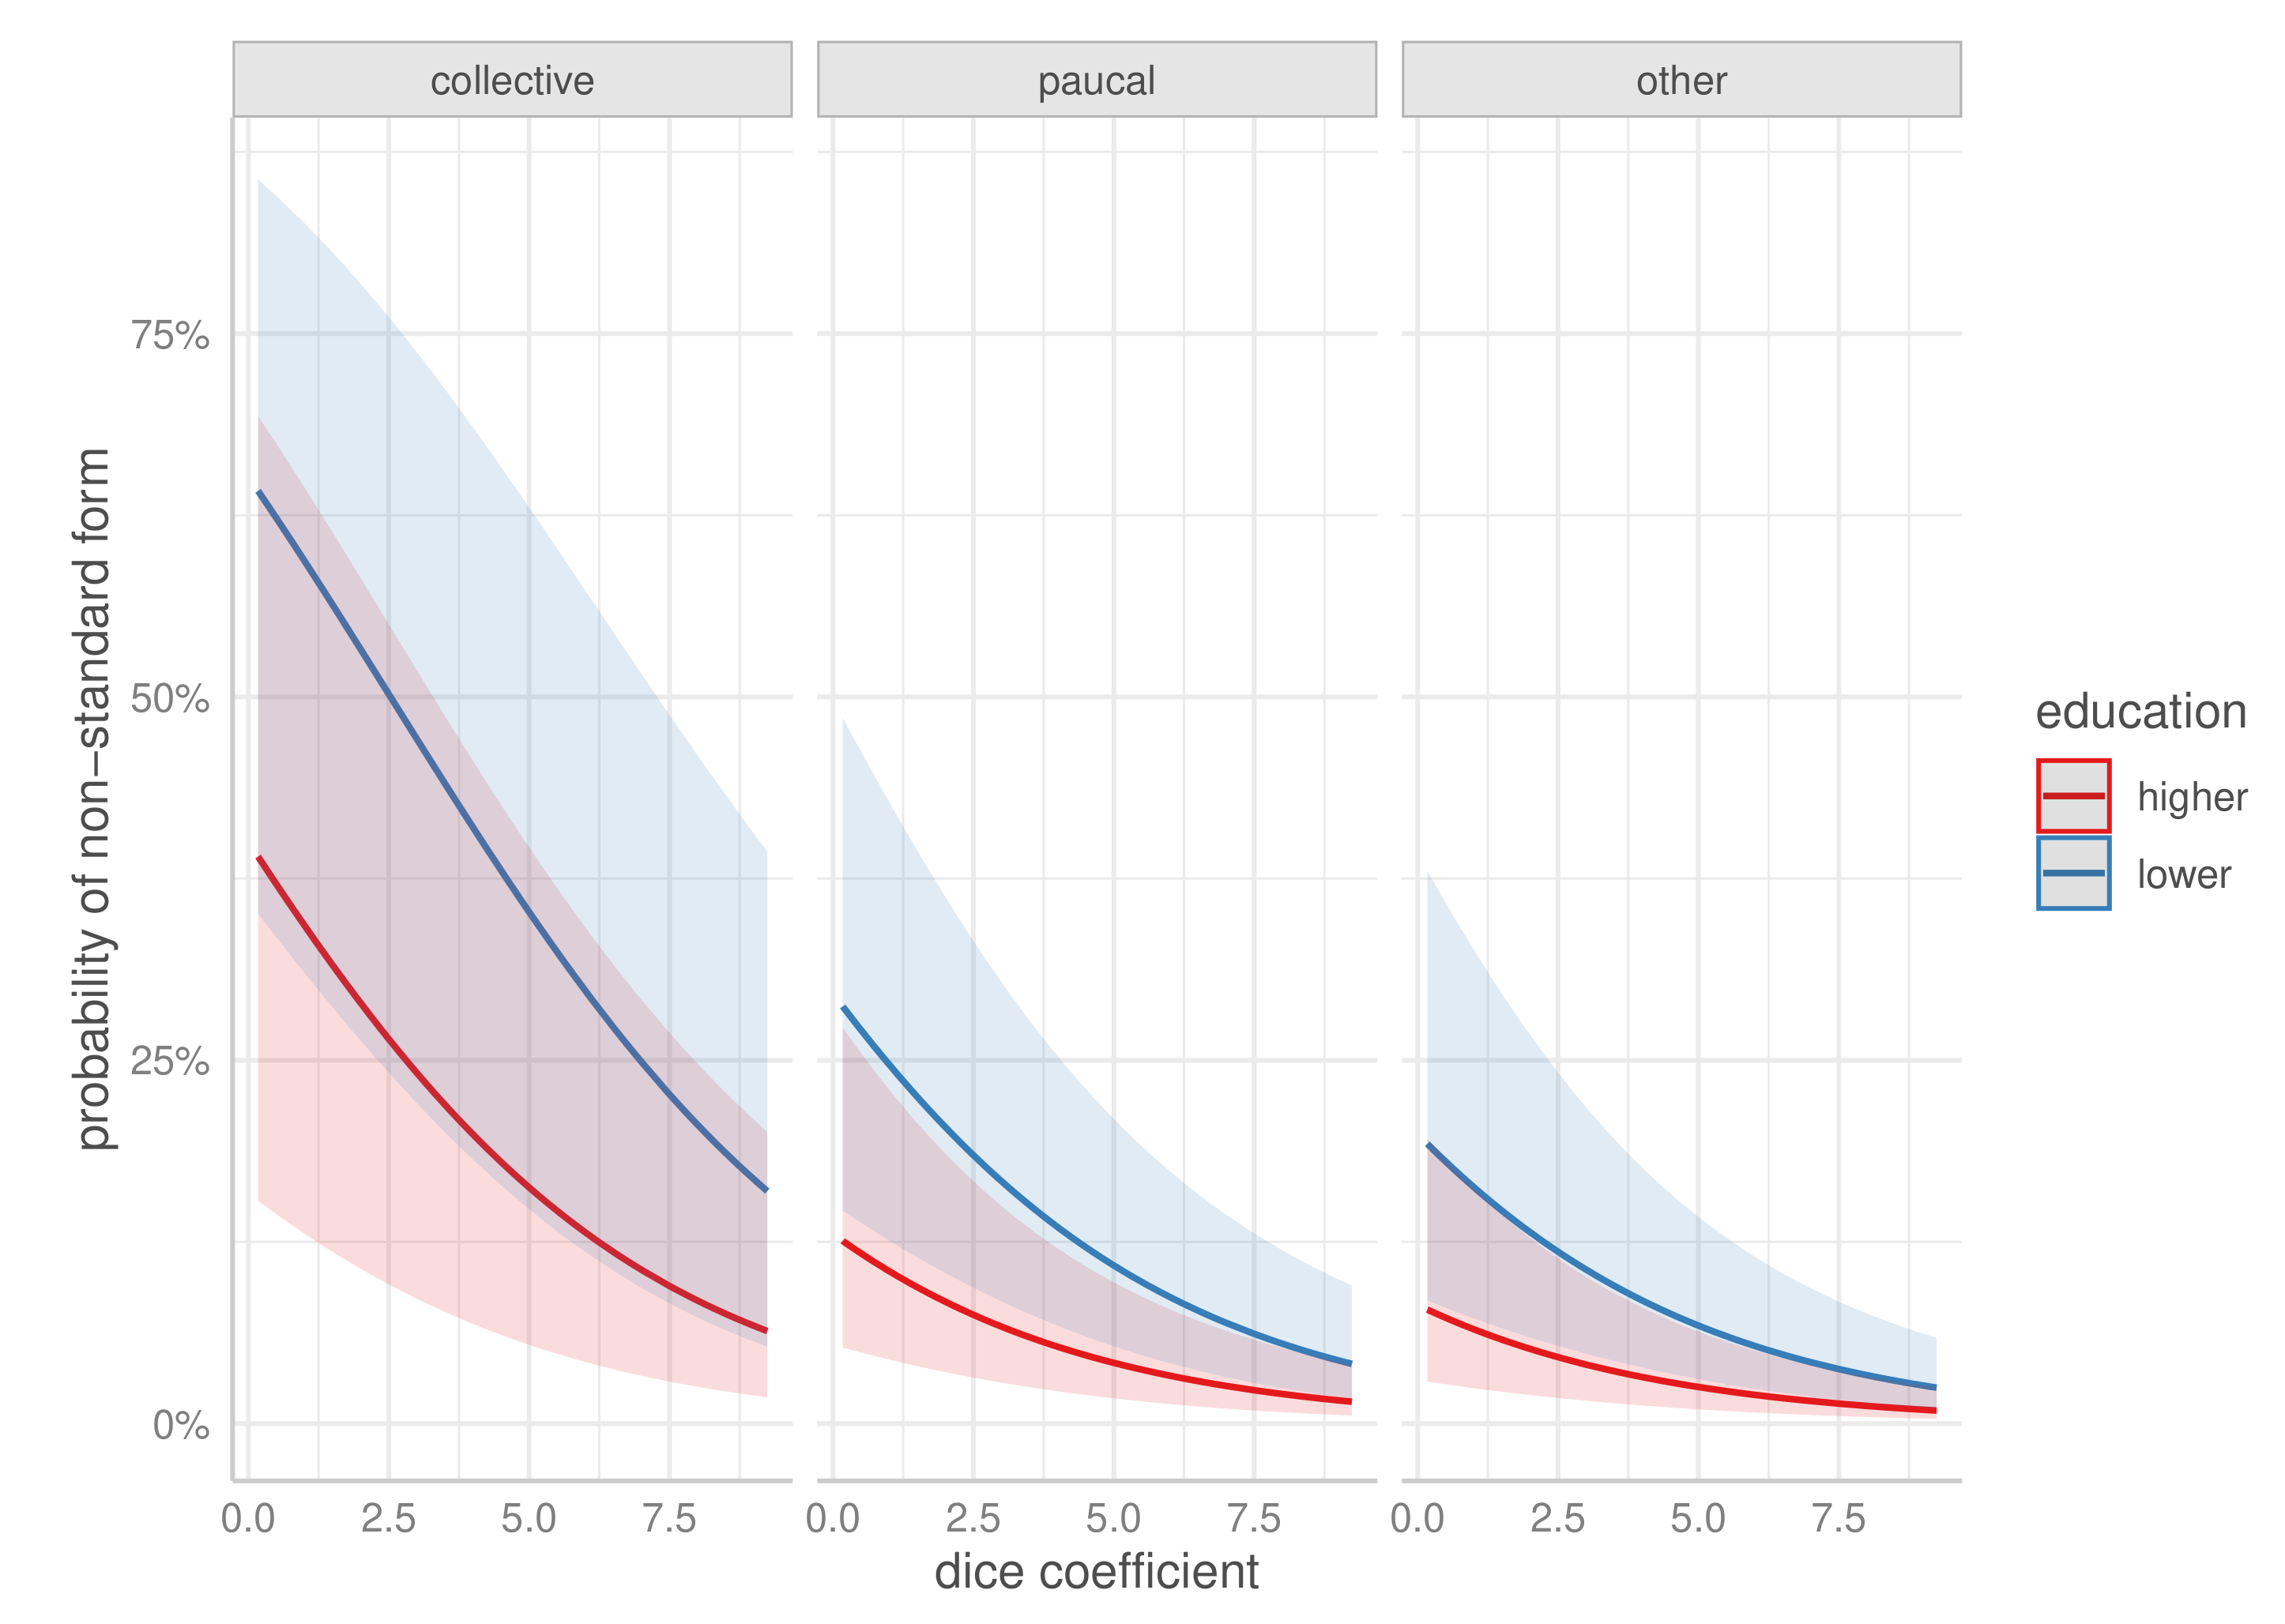 collective
paucal
other
probability of non−standard form
75%
50%
25%
0%
0.0 2.5 5.0 7.5
0.0 2.5 5.0 7.5
0.0 2.5 5.0 7.5
dice coefficient
education
higher
lower